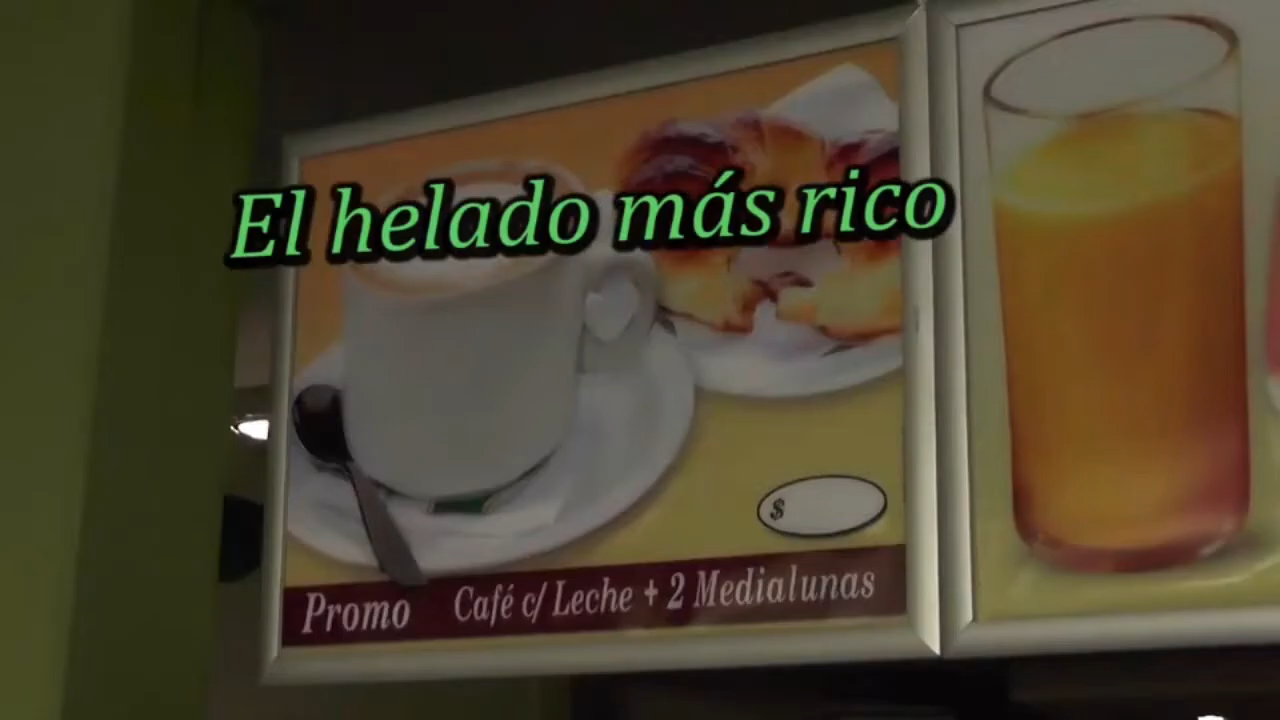 El helado más rico
$
Promo Café c/ Leche + 2 Medialunas